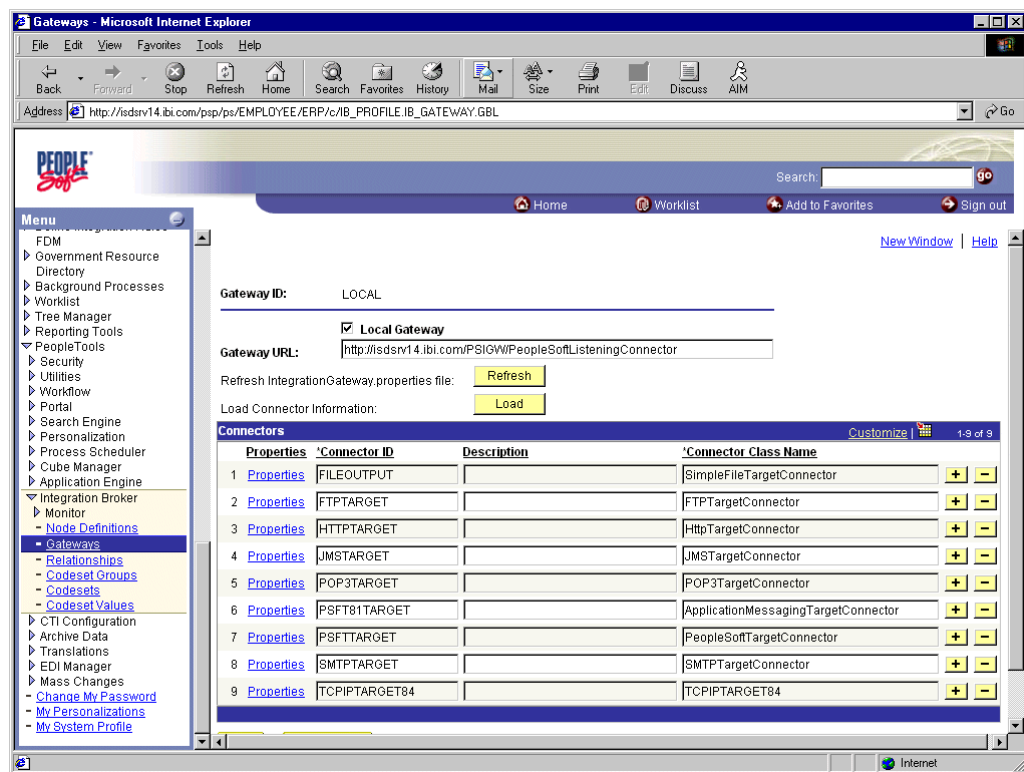 Gateways - Microsoft Internet Explorer
File Edit View Favorites Tools Help
Back Forward Stop Refresh Home Search Favorites History Mail Size Print Edit Discuss AIM
Address http://isdsrv14.ibi.com/psp/ps/EMPLOYEE/ERP/c/IB_PROFILE.IB_GATEWAY.GBL Go
PEOPLE Soft
Search: go
Home Worklist Add to Favorites Sign out
Menu
FDM
Government Resource
Directory
Background Processes
Worklist
Tree Manager
Reporting Tools
PeopleTools
Security
Utilities
Workflow
Portal
Search Engine
Personalization
Process Scheduler
Cube Manager
Application Engine
Integration Broker
Monitor
Node Definitions
Gateways
Relationships
Codeset Groups
Codesets
Codeset Values
CTI Configuration
Archive Data
Translations
EDI Manager
Mass Changes
Change My Password
My Personalizations
My System Profile
New Window | Help
Gateway ID: LOCAL
Local Gateway
Gateway URL: http://isdsrv14.ibi.com/PSIGW/PeopleSoftListeningConnector
Refresh IntegrationGateway.properties file: Refresh
Load Connector Information: Load
Connectors Customize | 1-9 of 9
Properties *Connector ID Description *Connector Class Name
1 Properties FILEOUTPUT SimpleFileTargetConnector + -
2 Properties FTPTARGET FTPTargetConnector + -
3 Properties HTTPTARGET HttpTargetConnector + -
4 Properties JMSTARGET JMSTargetConnector + -
5 Properties POP3TARGET POP3TargetConnector + -
6 Properties PSFT81TARGET ApplicationMessagingTargetConnector + -
7 Properties PSFTTARGET PeopleSoftTargetConnector + -
8 Properties SMTPTARGET SMTPTargetConnector + -
9 Properties TCPIPTARGET84 TCPIPTARGET84 + -
Internet